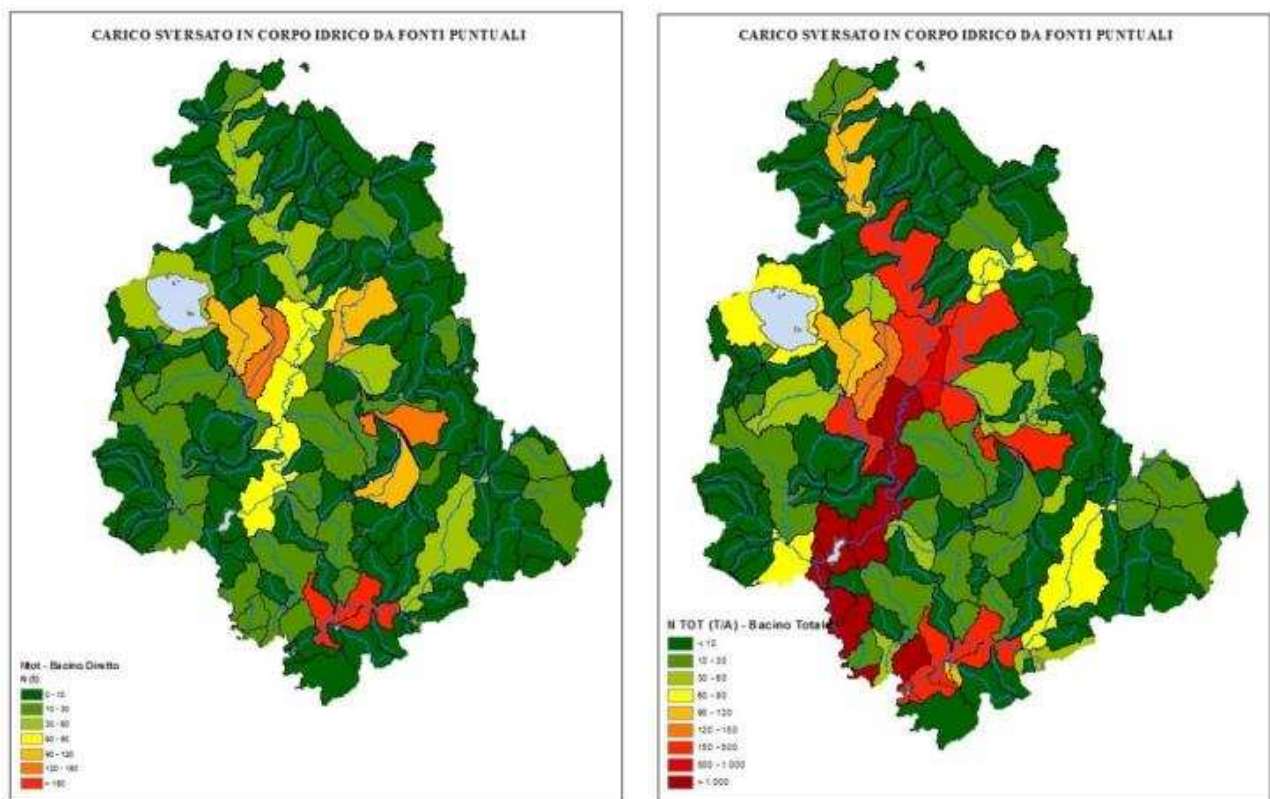 CARICO SVERSATO IN CORPO IDRICO DA FONTI PUNTUALI
Ntot - Bacino Diretto
N (t)
0 - 10
10 - 30
30 - 60
60 - 90
90 - 120
120 - 150
> 150
CARICO SVERSATO IN CORPO IDRICO DA FONTI PUNTUALI
N TOT (T/A) - Bacino Totale
< 10
10 - 30
30 - 60
60 - 90
90 - 120
120 - 150
150 - 500
500 - 1 000
> 1 000